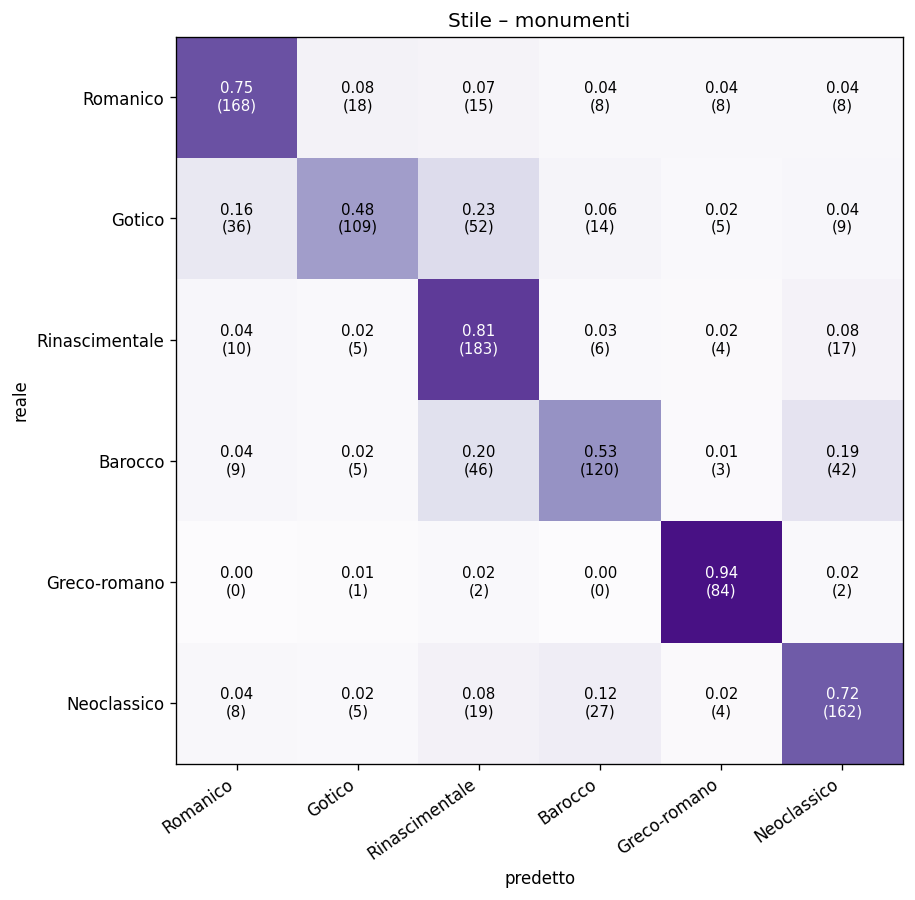 Stile – monumenti
Romanico
0.75 0.08 0.07 0.04 0.04 0.04
(168) (18) (15) (8) (8) (8)
Gotico
0.16 0.48 0.23 0.06 0.02 0.04
(36) (109) (52) (14) (5) (9)
Rinascimentale
0.04 0.02 0.81 0.03 0.02 0.08
(10) (5) (183) (6) (4) (17)
reale
Barocco
0.04 0.02 0.20 0.53 0.01 0.19
(9) (5) (46) (120) (3) (42)
Greco-romano
0.00 0.01 0.02 0.00 0.94 0.02
(0) (1) (2) (0) (84) (2)
Neoclassico
0.04 0.02 0.08 0.12 0.02 0.72
(8) (5) (19) (27) (4) (162)
Romanico
Gotico
Rinascimentale
Barocco
Greco-romano
Neoclassico
predetto